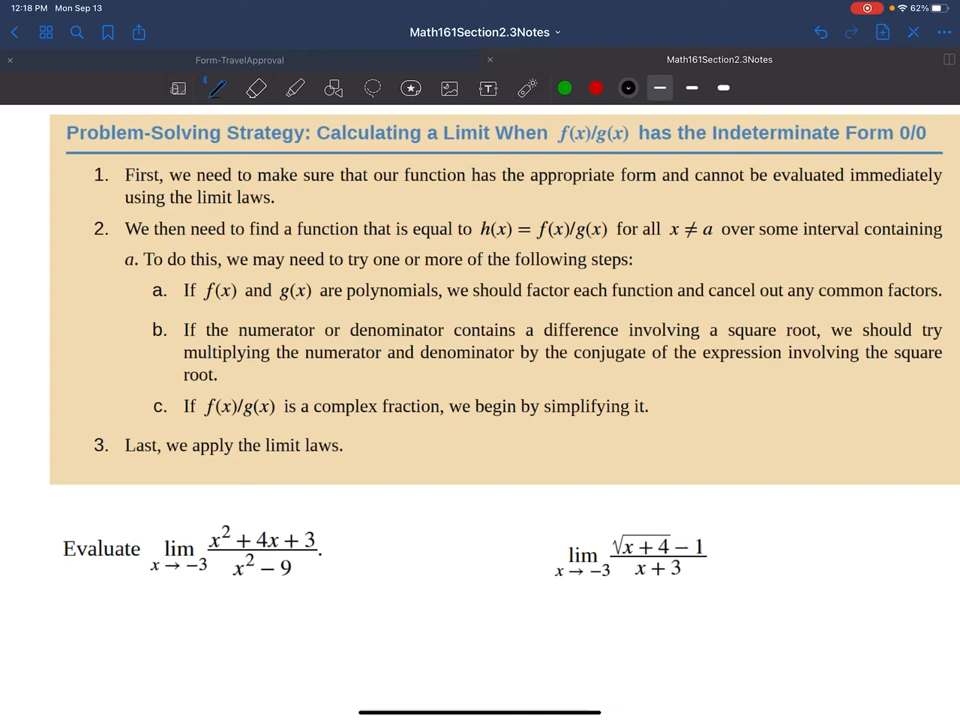 12:18 PM Mon Sep 13 62%
Math161Section2.3Notes
Form-TravelApproval Math161Section2.3Notes
Problem-Solving Strategy: Calculating a Limit When f(x)/g(x) has the Indeterminate Form 0/0
1. First, we need to make sure that our function has the appropriate form and cannot be evaluated immediately
using the limit laws.
2. We then need to find a function that is equal to h(x) = f(x)/g(x) for all x ≠ a over some interval containing
a. To do this, we may need to try one or more of the following steps:
a. If f(x) and g(x) are polynomials, we should factor each function and cancel out any common factors.
b. If the numerator or denominator contains a difference involving a square root, we should try
multiplying the numerator and denominator by the conjugate of the expression involving the square
root.
c. If f(x)/g(x) is a complex fraction, we begin by simplifying it.
3. Last, we apply the limit laws.
Evaluate lim x → −3 (x² + 4x + 3)/(x² − 9).
lim x → −3 (√(x + 4) − 1)/(x + 3)